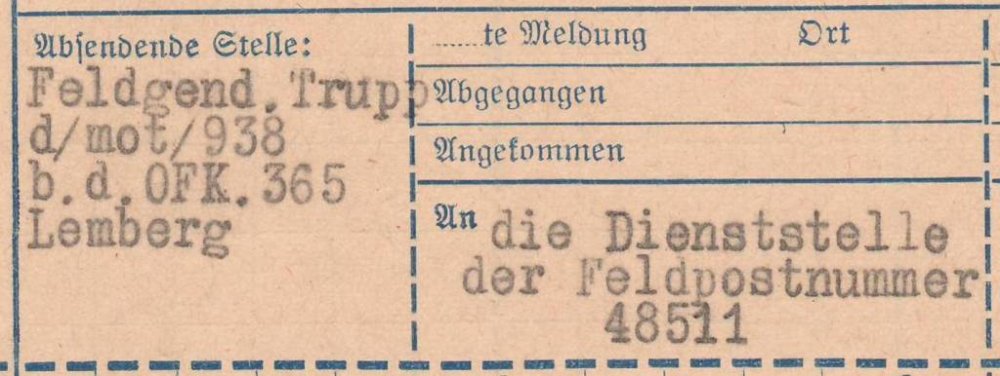 Absendende Stelle:
Feldgend.Trupp
d/mot/938
b.d.OFK.365
Lemberg
......te Meldung Ort
Abgegangen
Angekommen
An die Dienststelle
der Feldpostnummer
48511